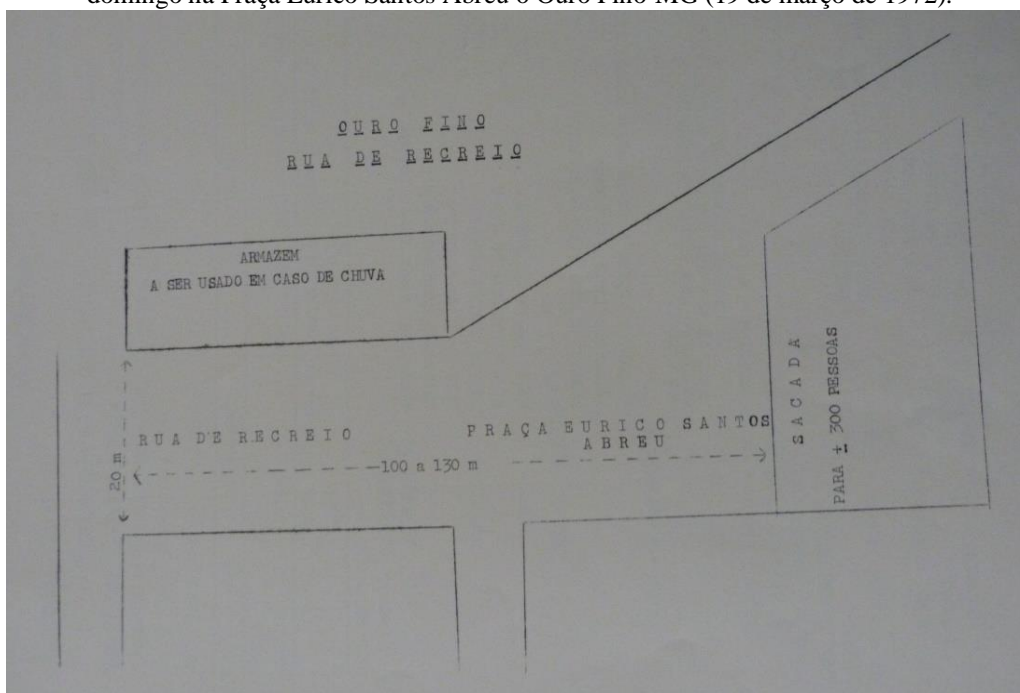 domingo na Praça Eurico Santos Abreu o Ouro Fino-MG (19 de março de 1972).
OURO FINO
RUA DE RECREIO
ARMAZEM
A SER USADO EM CASO DE CHUVA
RUA DE RECREIO
PRAÇA EURICO SANTOS
ABREU
20 m
100 a 130 m
SACADA
PARA ± 300 PESSOAS